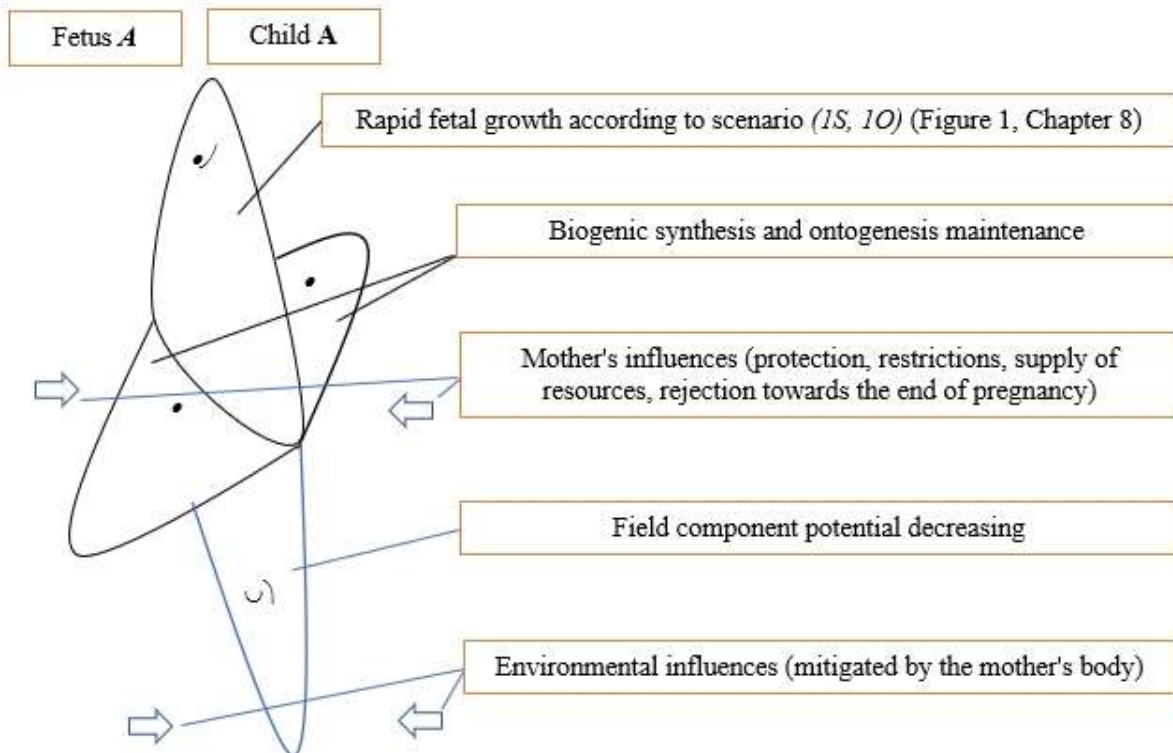 Fetus A
Child A
Rapid fetal growth according to scenario (1S, 1O) (Figure 1, Chapter 8)
Biogenic synthesis and ontogenesis maintenance
Mother's influences (protection, restrictions, supply of
resources, rejection towards the end of pregnancy)
Field component potential decreasing
Environmental influences (mitigated by the mother's body)